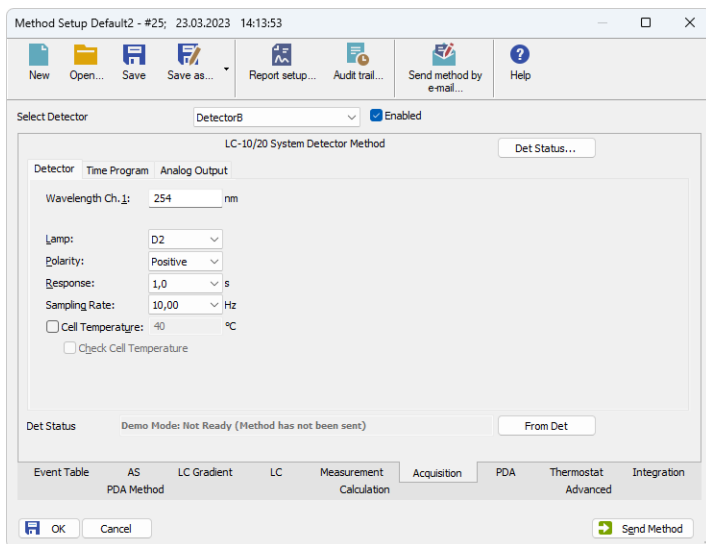 Method Setup Default2 - #25; 23.03.2023 14:13:53
New Open... Save Save as... Report setup... Audit trail... Send method by e-mail... Help
Select Detector DetectorB Enabled
LC-10/20 System Detector Method Det Status...
Detector Time Program Analog Output
Wavelength Ch.1: 254 nm
Lamp: D2
Polarity: Positive
Response: 1,0 s
Sampling Rate: 10,00 Hz
Cell Temperature: 40 °C
Check Cell Temperature
Det Status Demo Mode: Not Ready (Method has not been sent) From Det
Event Table AS LC Gradient LC Measurement Acquisition PDA Thermostat Integration
PDA Method Calculation Advanced
OK Cancel Send Method